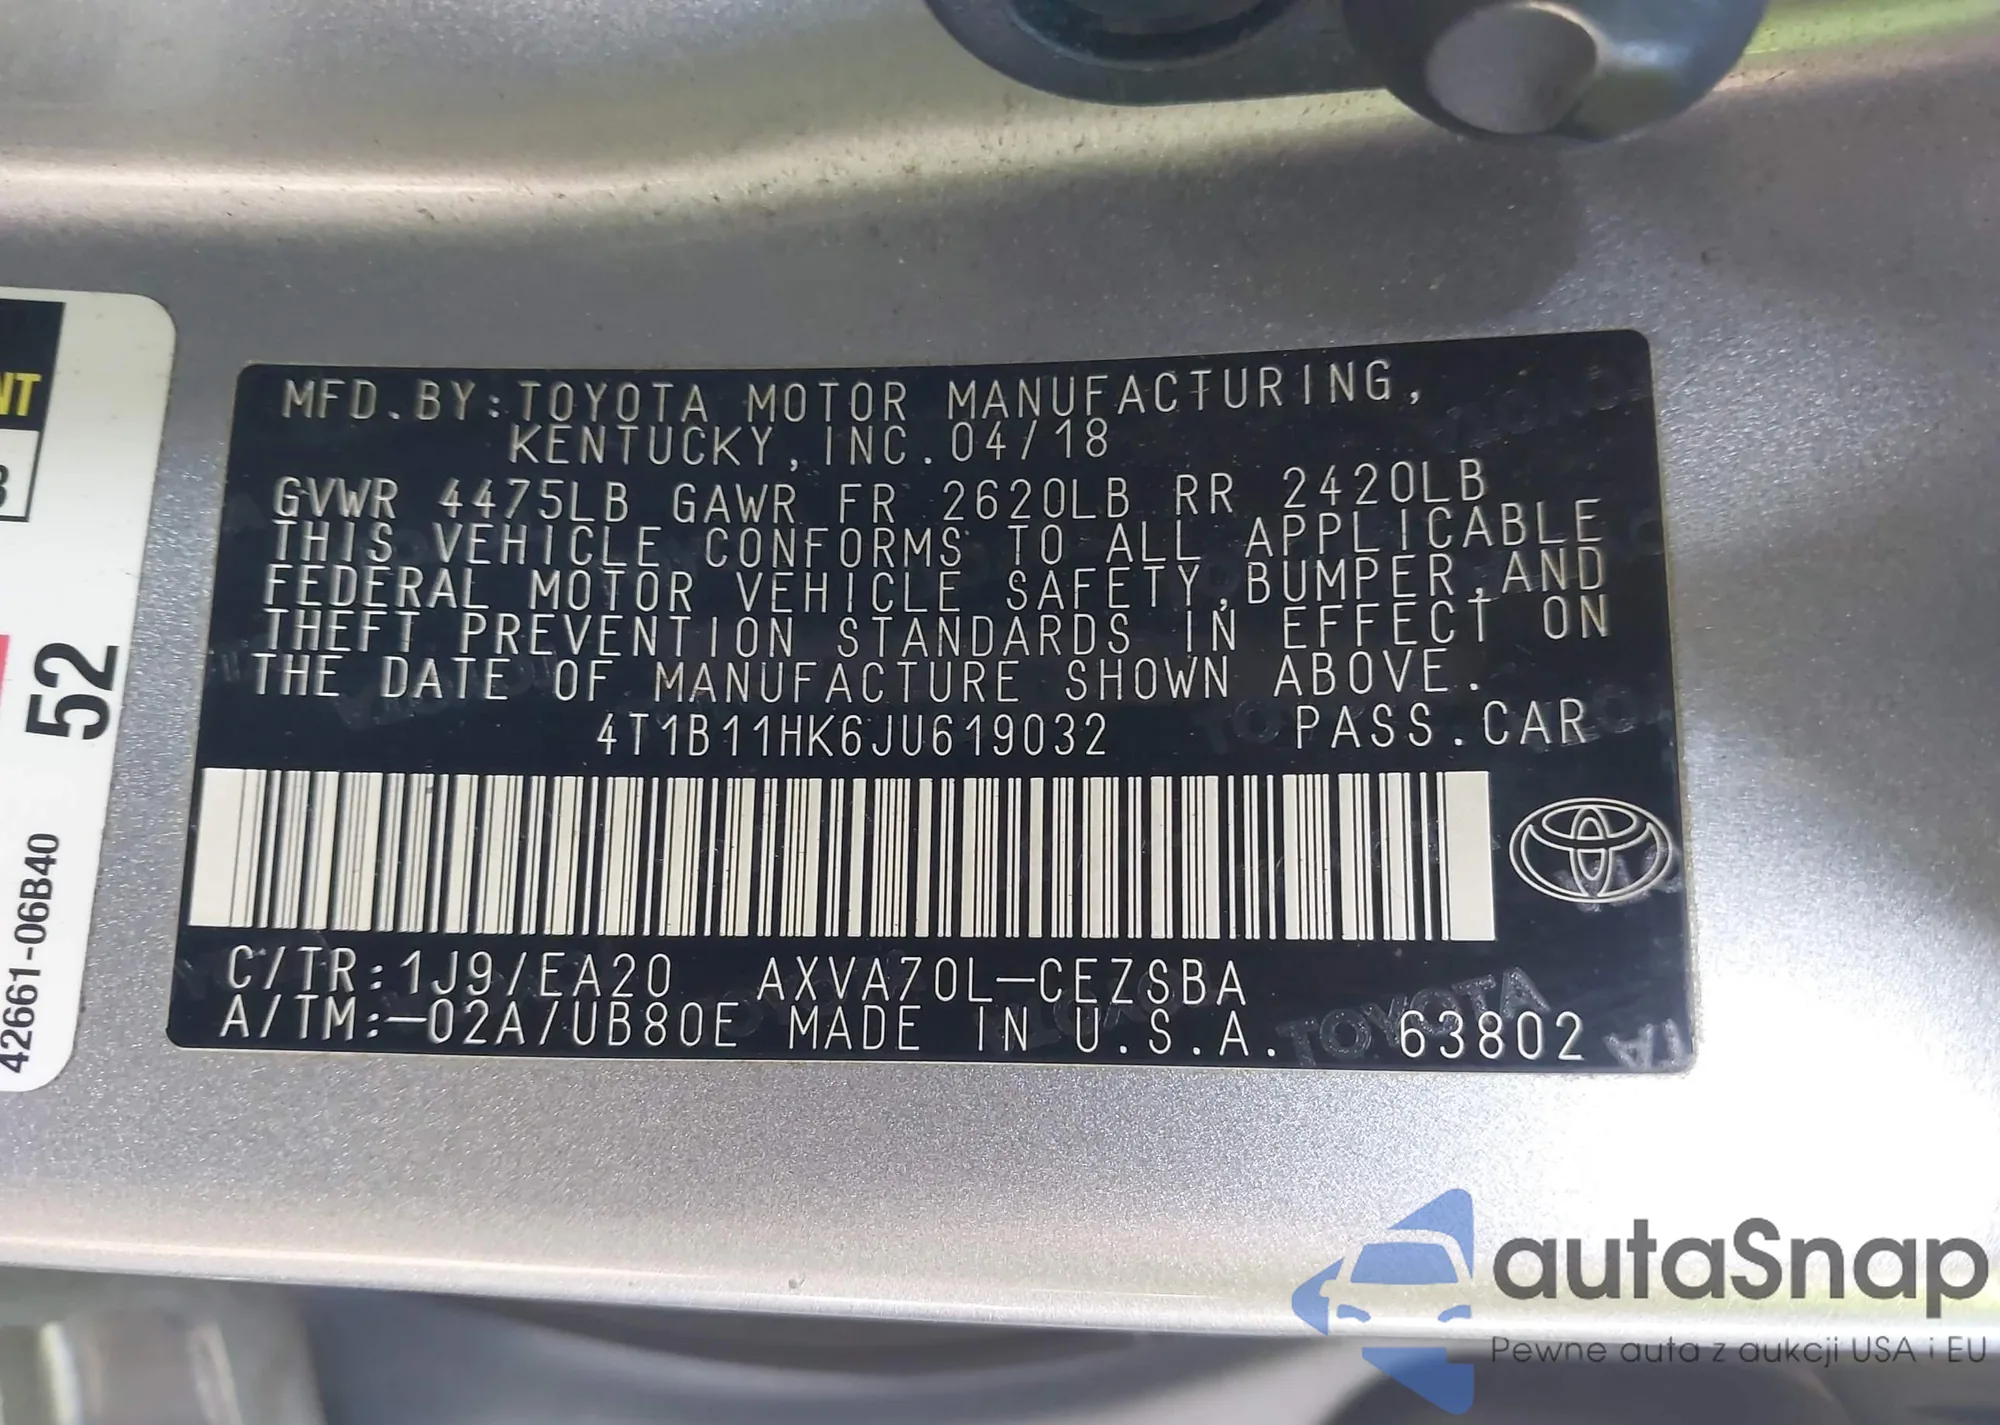 NT
52
42661-06B40
MFD.BY:TOYOTA MOTOR MANUFACTURING,
KENTUCKY, INC.04/18
GVWR 4475LB GAWR FR 2620LB RR 2420LB
THIS VEHICLE CONFORMS TO ALL APPLICABLE
FEDERAL MOTOR VEHICLE SAFETY,BUMPER,AND
THEFT PREVENTION STANDARDS IN EFFECT ON
THE DATE OF MANUFACTURE SHOWN ABOVE.
4T1B11HK6JU619032 PASS.CAR
C/TR:1J9/EA20 AXVA70L-CEZSBA
A/TM:-02A/UB80E MADE IN U.S.A. 63802
TOYOTA
autaSnap
Pewne auta z aukcji USA i EU